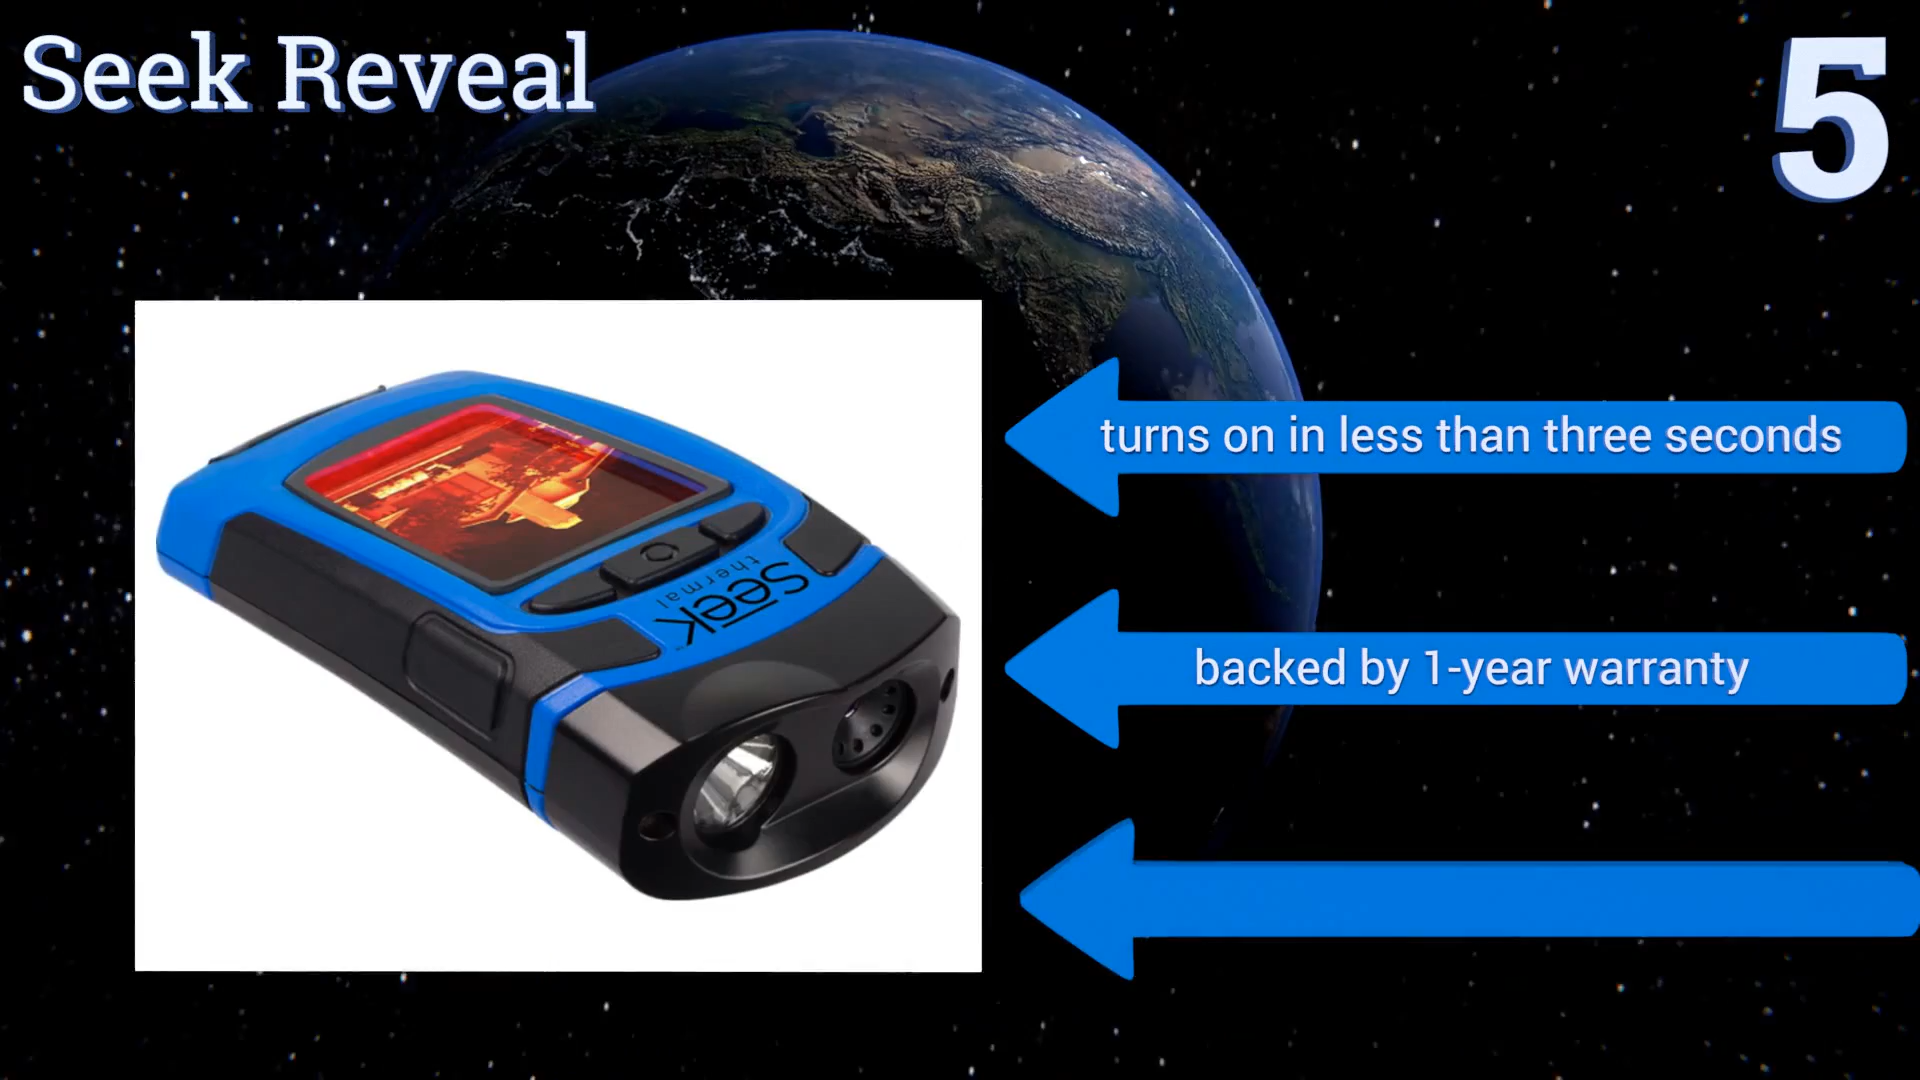 Seek Reveal
5
turns on in less than three seconds
backed by 1-year warranty
seek
thermal